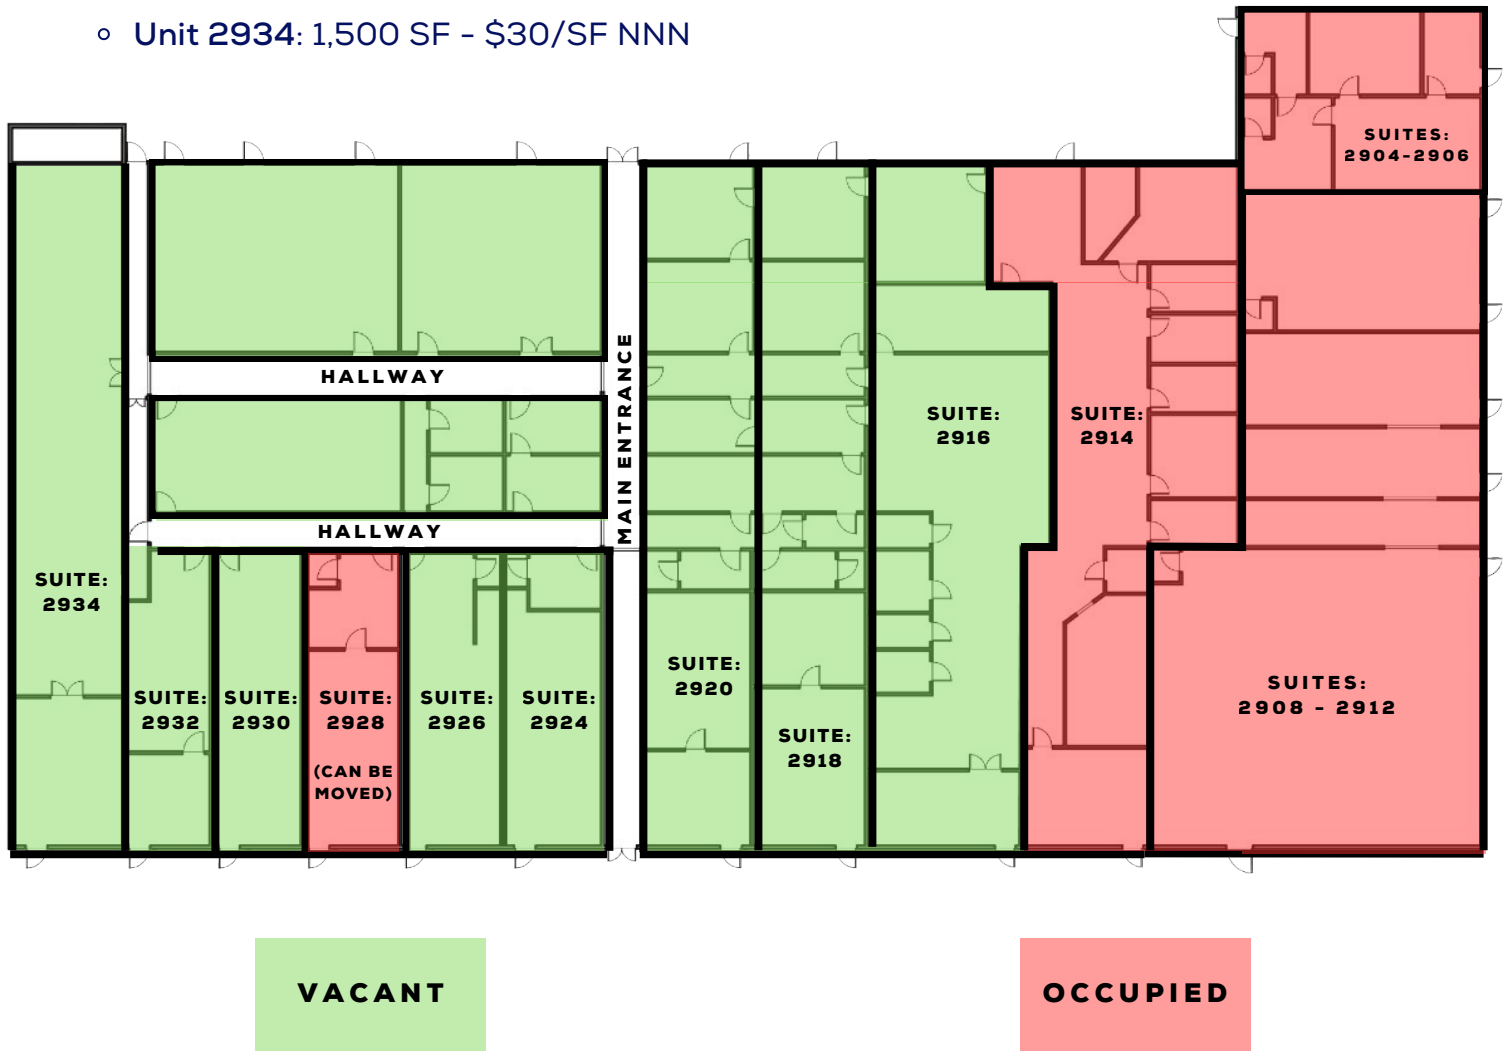 Unit 2934: 1,500 SF - $30/SF NNN
SUITES:
2904-2906
HALLWAY
MAIN ENTRANCE
SUITE:
2916
SUITE:
2914
HALLWAY
SUITE:
2934
SUITE:
2932
SUITE:
2930
SUITE:
2928
(CAN BE
MOVED)
SUITE:
2926
SUITE:
2924
SUITE:
2920
SUITE:
2918
SUITES:
2908 - 2912
VACANT
OCCUPIED